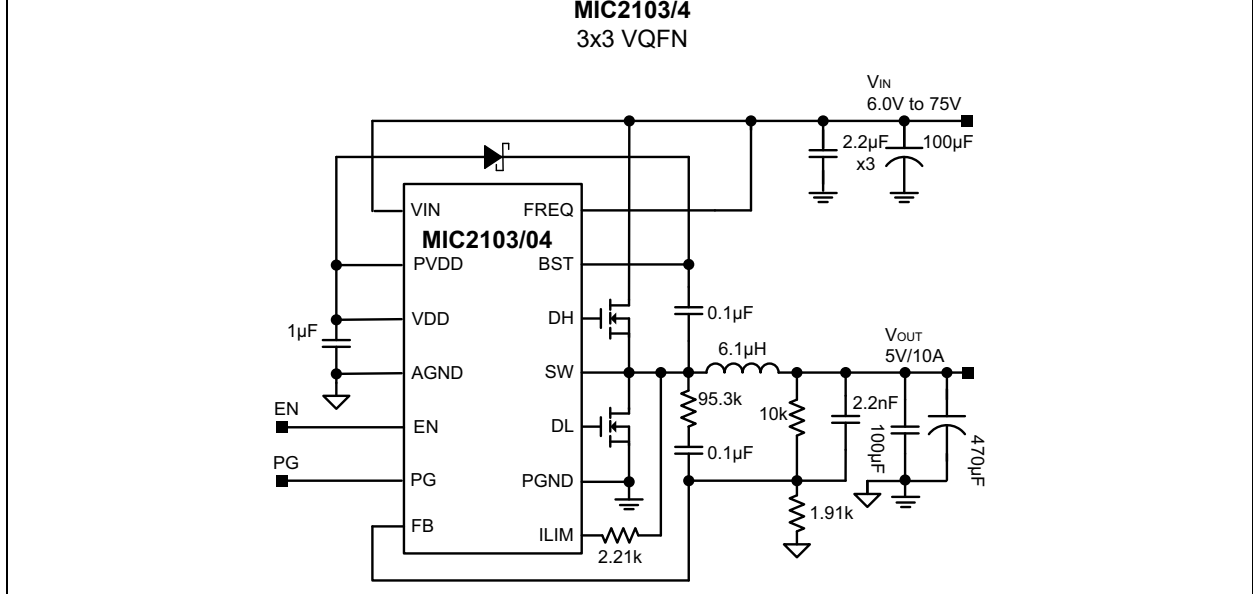 MIC2103/4
3x3 VQFN
VIN
6.0V to 75V
2.2µF
x3
100µF
VIN
FREQ
MIC2103/04
PVDD
BST
1µF
VDD
DH
0.1µF
VOUT
5V/10A
6.1µH
AGND
SW
95.3k
10k
2.2nF
100µF
470µF
EN
EN
DL
0.1µF
PG
PG
PGND
1.91k
FB
ILIM
2.21k